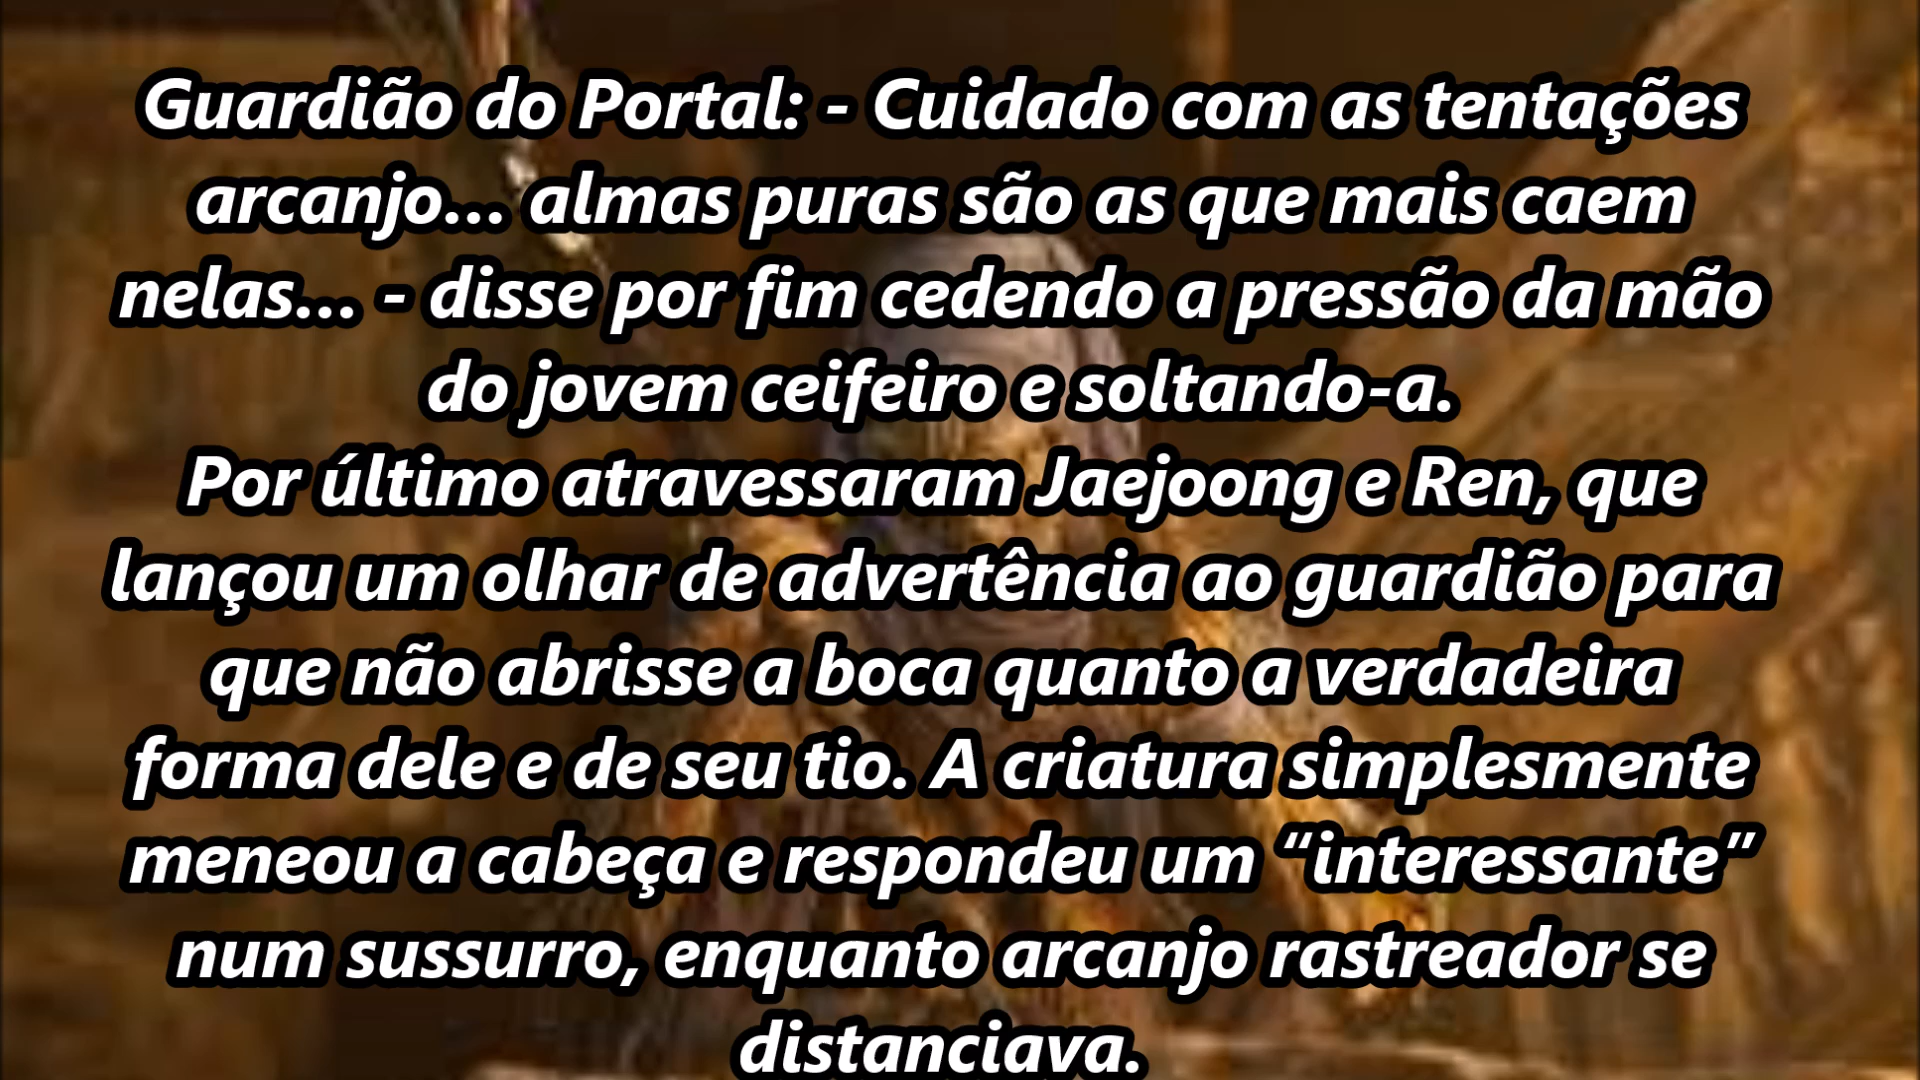 Guardião do Portal: - Cuidado com as tentações
arcanjo... almas puras são as que mais caem
nelas... - disse por fim cedendo a pressão da mão
do jovem ceifeiro e soltando-a.
Por último atravessaram Jaejoong e Ren, que
lançou um olhar de advertência ao guardião para
que não abrisse a boca quanto a verdadeira
forma dele e de seu tio. A criatura simplesmente
meneou a cabeça e respondeu um “interessante”
num sussurro, enquanto arcanjo rastreador se
distanciava.